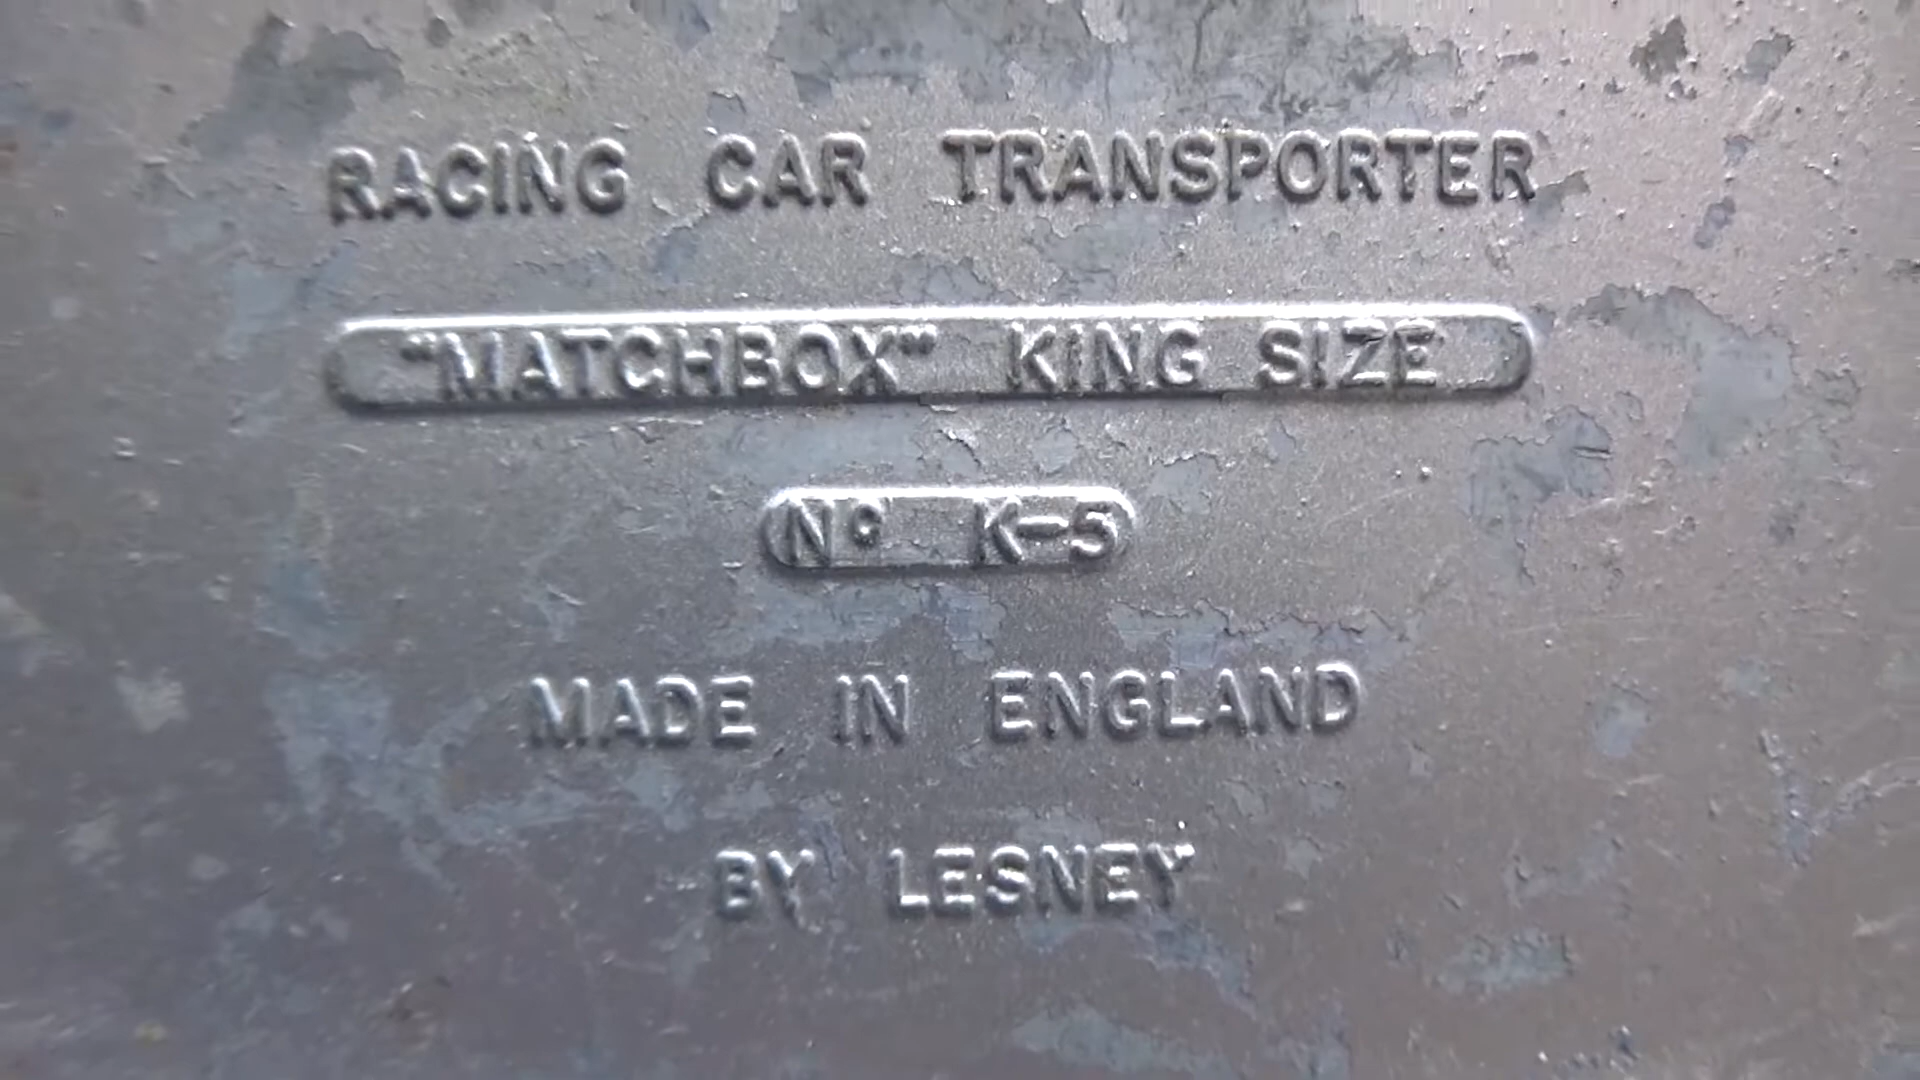 RACING CAR TRANSPORTER
"MATCHBOX" KING SIZE
Nº K-5
MADE IN ENGLAND
BY LESNEY